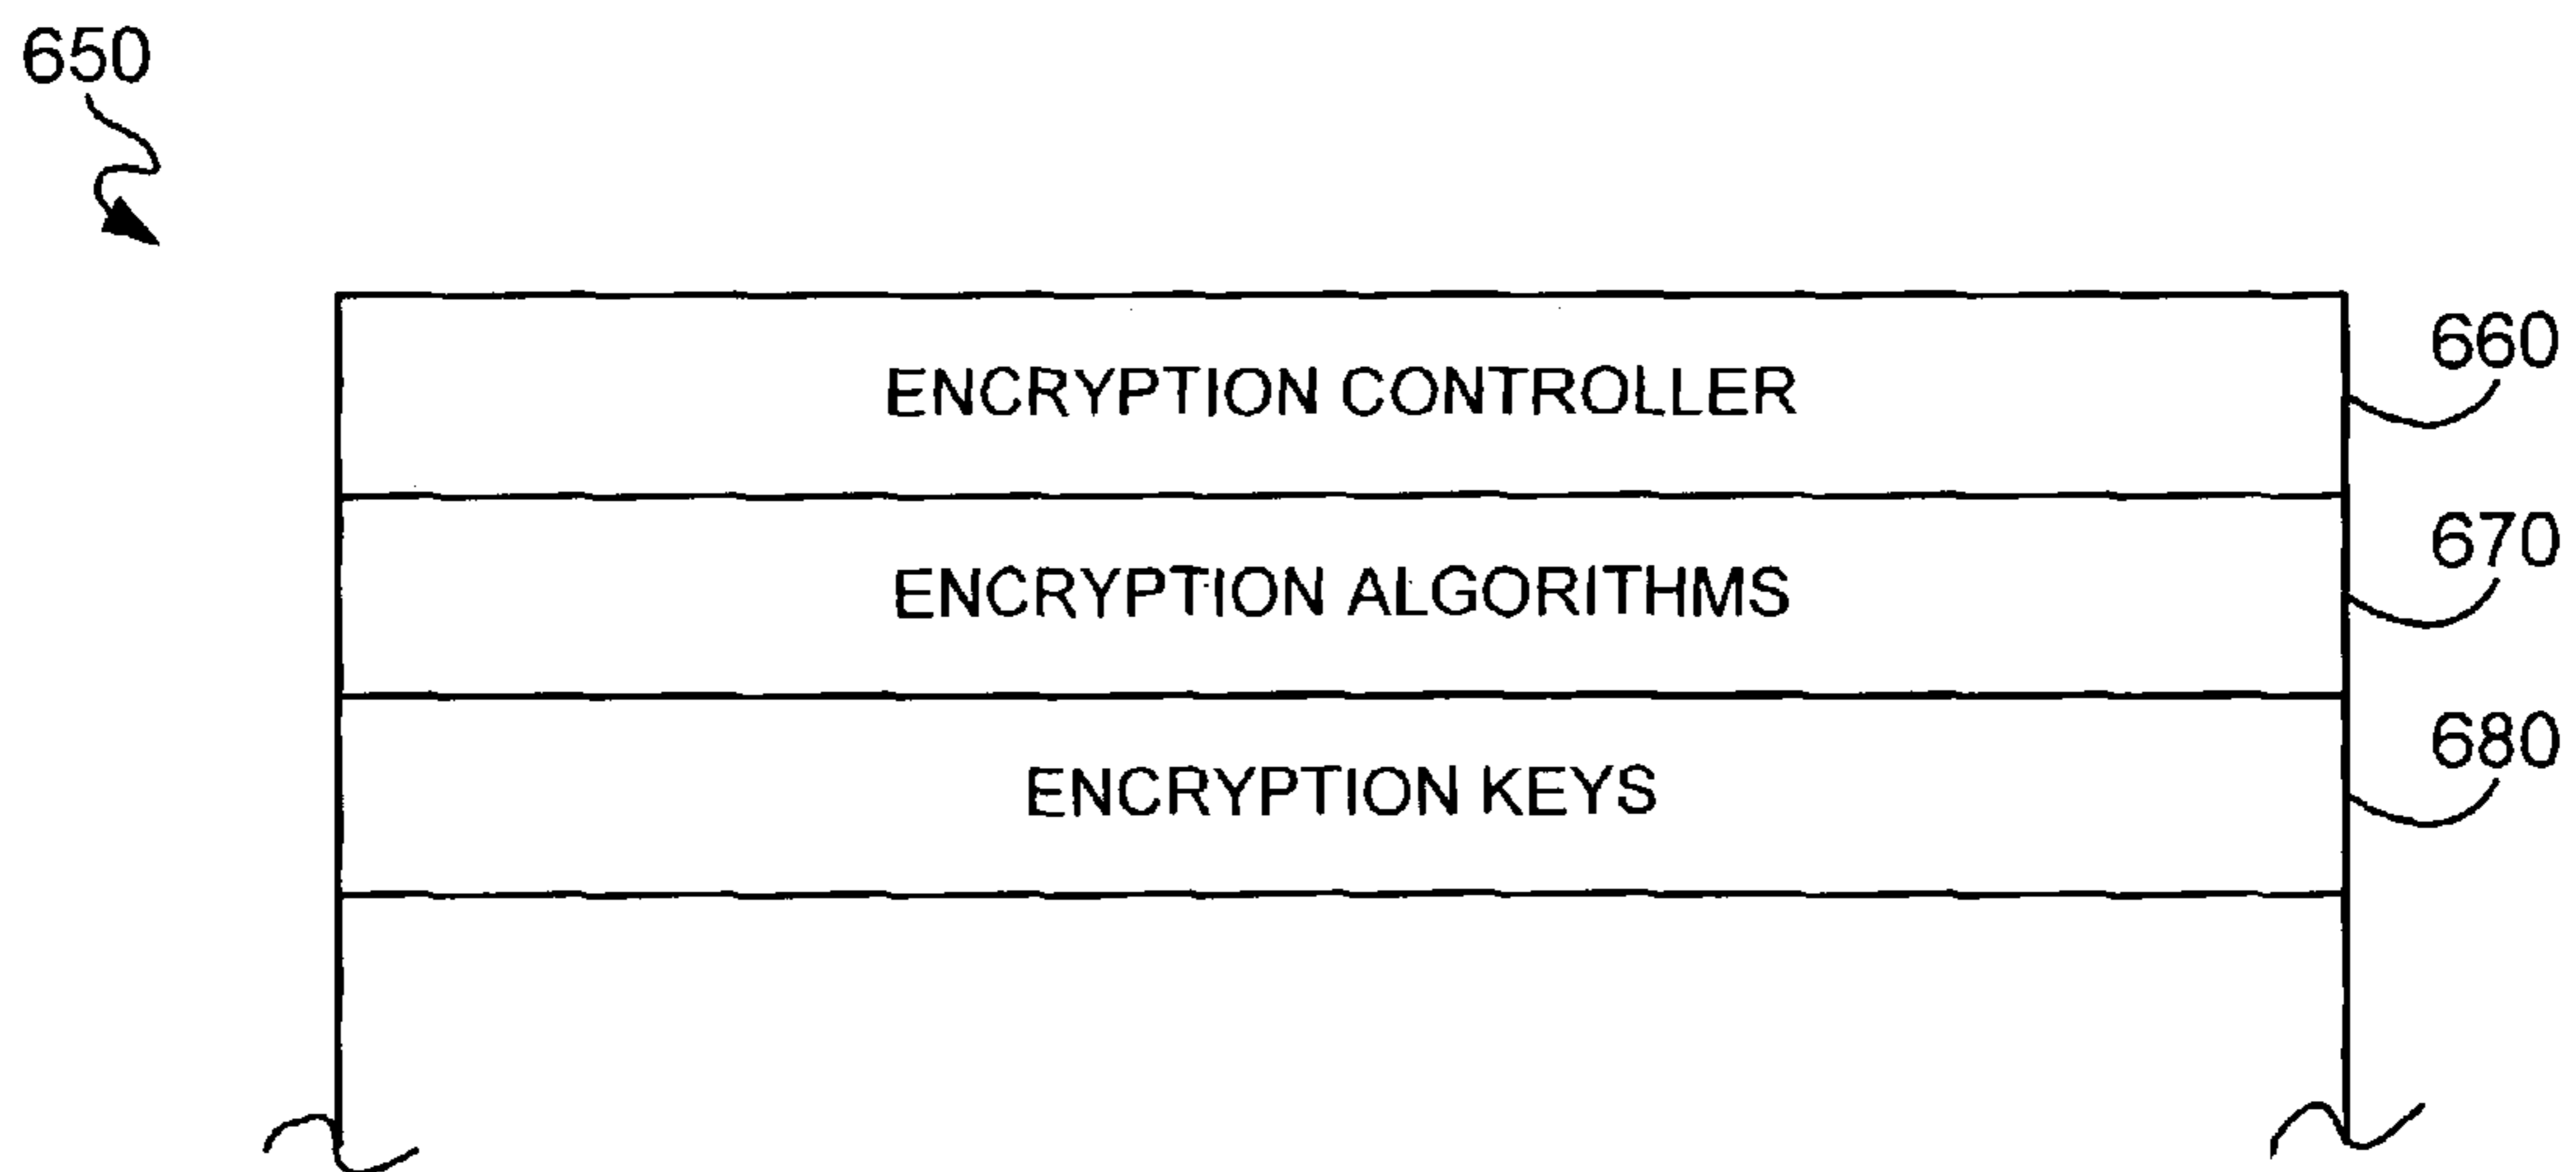 650
ENCRYPTION CONTROLLER
660
ENCRYPTION ALGORITHMS
670
ENCRYPTION KEYS
680